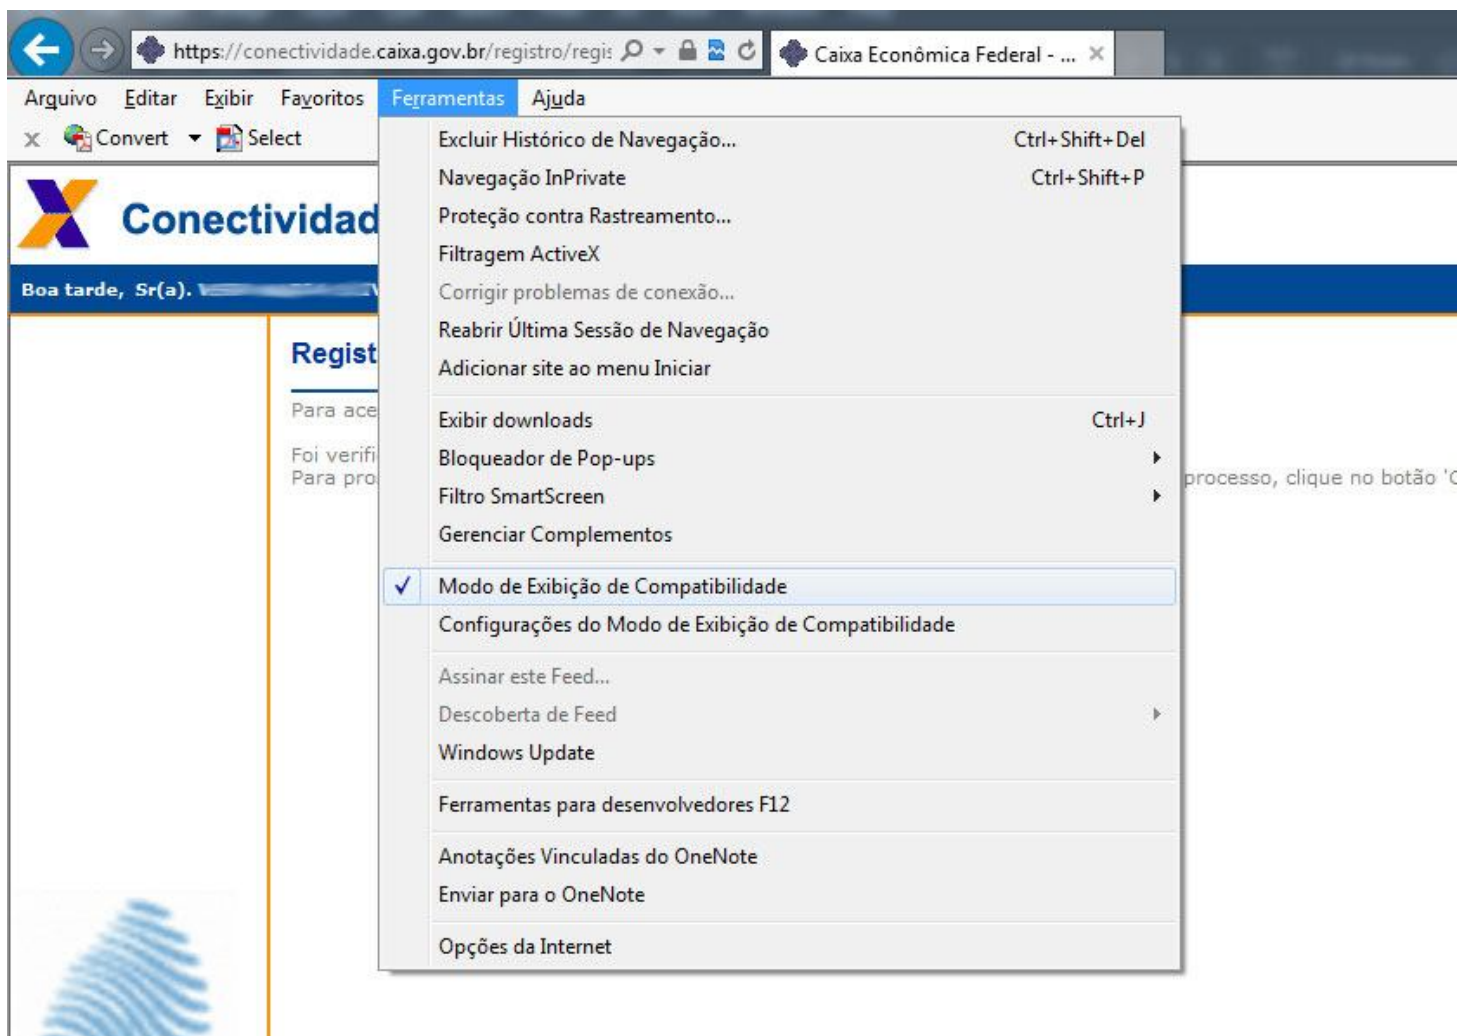 https://conectividade.caixa.gov.br/registro/regis
Caixa Econômica Federal - ...
Arquivo Editar Exibir Favoritos Ferramentas Ajuda
x Convert Select
Excluir Histórico de Navegação... Ctrl+Shift+Del
Navegação InPrivate Ctrl+Shift+P
Proteção contra Rastreamento...
Filtragem ActiveX
Corrigir problemas de conexão...
Reabrir Última Sessão de Navegação
Adicionar site ao menu Iniciar
Exibir downloads Ctrl+J
Bloqueador de Pop-ups
Filtro SmartScreen
Gerenciar Complementos
Modo de Exibição de Compatibilidade
Configurações do Modo de Exibição de Compatibilidade
Assinar este Feed...
Descoberta de Feed
Windows Update
Ferramentas para desenvolvedores F12
Anotações Vinculadas do OneNote
Enviar para o OneNote
Opções da Internet
Conectividad
Boa tarde, Sr(a).
Regist
Para ace
Foi verifi
Para pro processo, clique no botão '